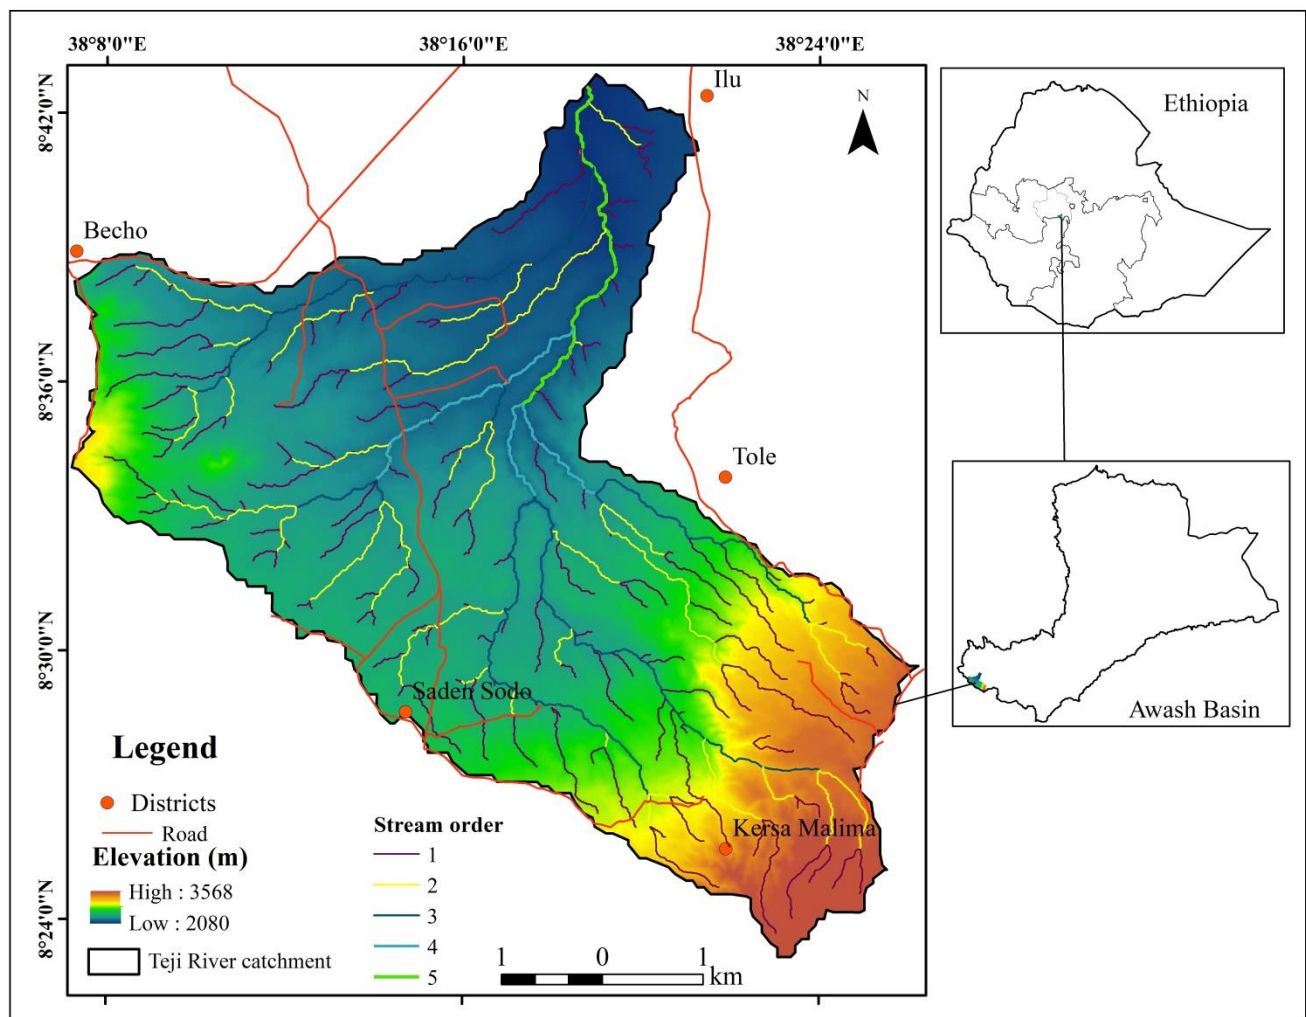 38°8'0"E 38°16'0"E 38°24'0"E
8°42'0"N
8°36'0"N
8°30'0"N
8°24'0"N
Ilu
N
Becho
Tole
Saden Sodo
Kersa Malima
Legend
Districts
Road
Elevation (m)
High : 3568
Low : 2080
Teji River catchment
Stream order
1
2
3
4
5
1 0 1
km
Ethiopia
Awash Basin